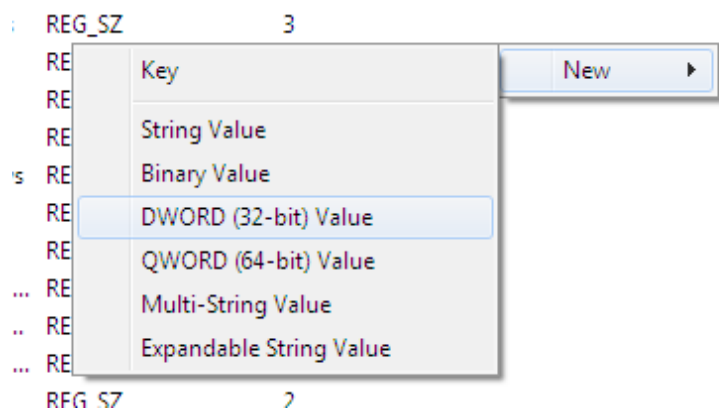 REG_SZ 3
RE
Key
New
RE
RE
String Value
's RE
Binary Value
RE
DWORD (32-bit) Value
RE
QWORD (64-bit) Value
... RE
Multi-String Value
.. RE
Expandable String Value
... RE
REG_SZ 2